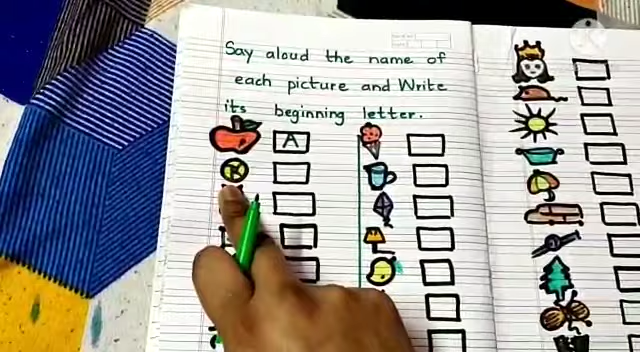 Say aloud the name of
each picture and Write
its beginning letter.
A